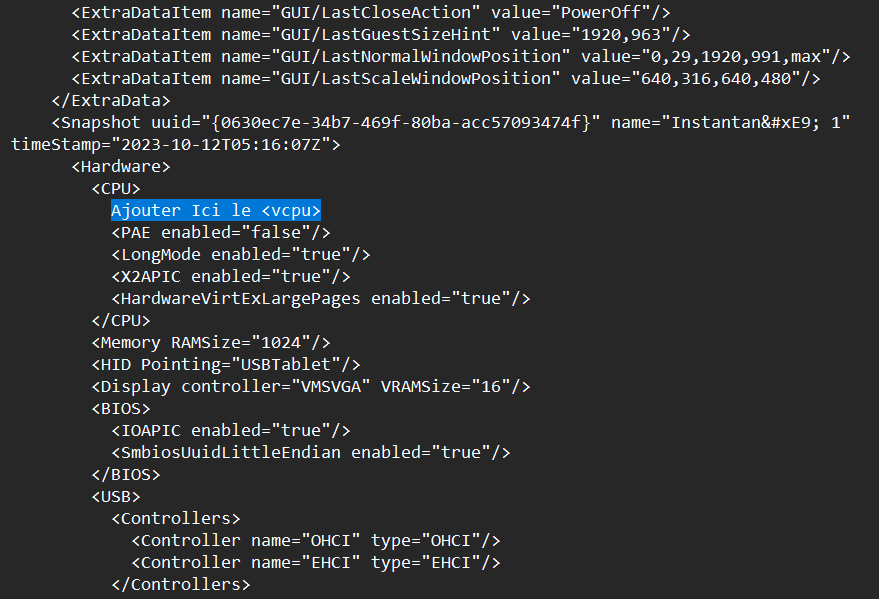 <ExtraDataItem name="GUI/LastCloseAction" value="PowerOff"/>
<ExtraDataItem name="GUI/LastGuestSizeHint" value="1920,963"/>
<ExtraDataItem name="GUI/LastNormalWindowPosition" value="0,29,1920,991,max"/>
<ExtraDataItem name="GUI/LastScaleWindowPosition" value="640,316,640,480"/>
</ExtraData>
<Snapshot uuid="{0630ec7e-34b7-469f-80ba-acc57093474f}" name="Instantan&#xE9; 1"
timeStamp="2023-10-12T05:16:07Z">
<Hardware>
<CPU>
Ajouter Ici le <vcpu>
<PAE enabled="false"/>
<LongMode enabled="true"/>
<X2APIC enabled="true"/>
<HardwareVirtExLargePages enabled="true"/>
</CPU>
<Memory RAMSize="1024"/>
<HID Pointing="USBTablet"/>
<Display controller="VMSVGA" VRAMSize="16"/>
<BIOS>
<IOAPIC enabled="true"/>
<SmbiosUuidLittleEndian enabled="true"/>
</BIOS>
<USB>
<Controllers>
<Controller name="OHCI" type="OHCI"/>
<Controller name="EHCI" type="EHCI"/>
</Controllers>